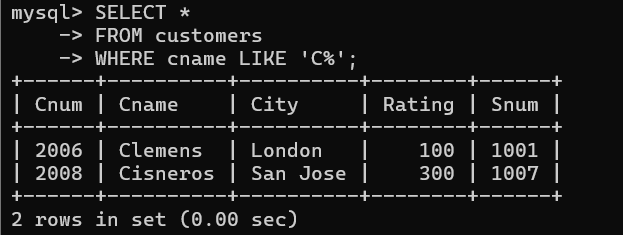 mysql> SELECT *
    -> FROM customers
    -> WHERE cname LIKE 'C%';
+------+----------+----------+--------+------+
| Cnum | Cname    | City     | Rating | Snum |
+------+----------+----------+--------+------+
| 2006 | Clemens  | London   |    100 | 1001 |
| 2008 | Cisneros | San Jose |    300 | 1007 |
+------+----------+----------+--------+------+
2 rows in set (0.00 sec)